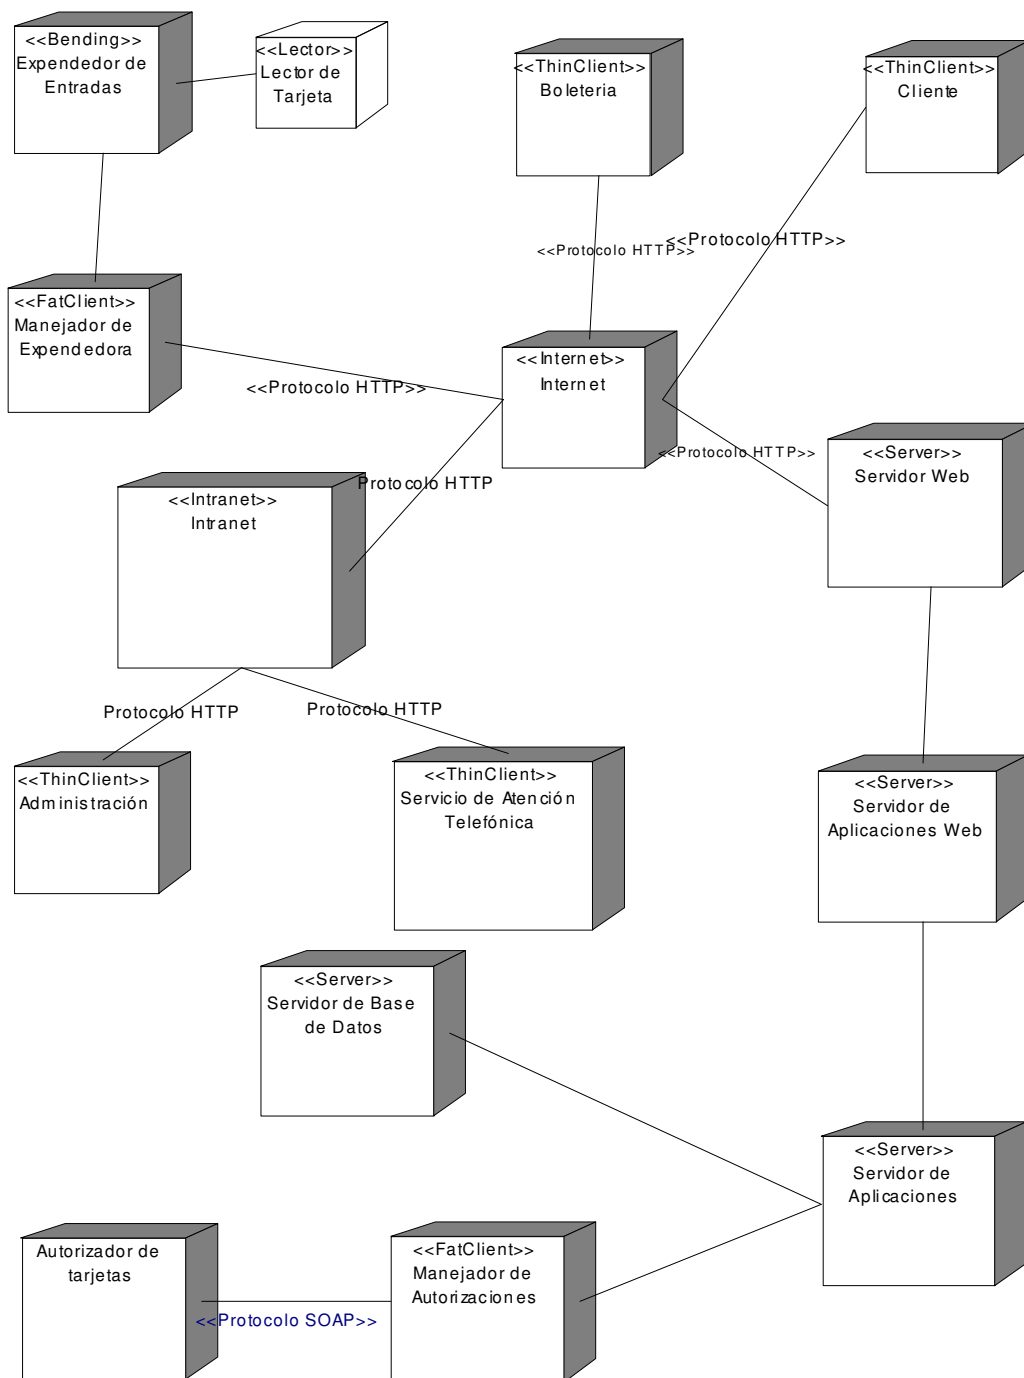 <<Bending>>
Expendedor de
Entradas
<<Lector>>
Lector de
Tarjeta
<<ThinClient>>
Boleteria
<<ThinClient>>
Cliente
<<Protocolo HTTP>>
<<Protocolo HTTP>>
<<FatClient>>
Manejador de
Expendedora
<<Protocolo HTTP>>
<<Internet>>
Internet
<<Protocolo HTTP>>
<<Server>>
Servidor Web
Protocolo HTTP
<<Intranet>>
Intranet
Protocolo HTTP
Protocolo HTTP
<<ThinClient>>
Administración
<<ThinClient>>
Servicio de Atención
Telefónica
<<Server>>
Servidor de
Aplicaciones Web
<<Server>>
Servidor de Base
de Datos
<<Server>>
Servidor de
Aplicaciones
Autorizador de
tarjetas
<<Protocolo SOAP>>
<<FatClient>>
Manejador de
Autorizaciones